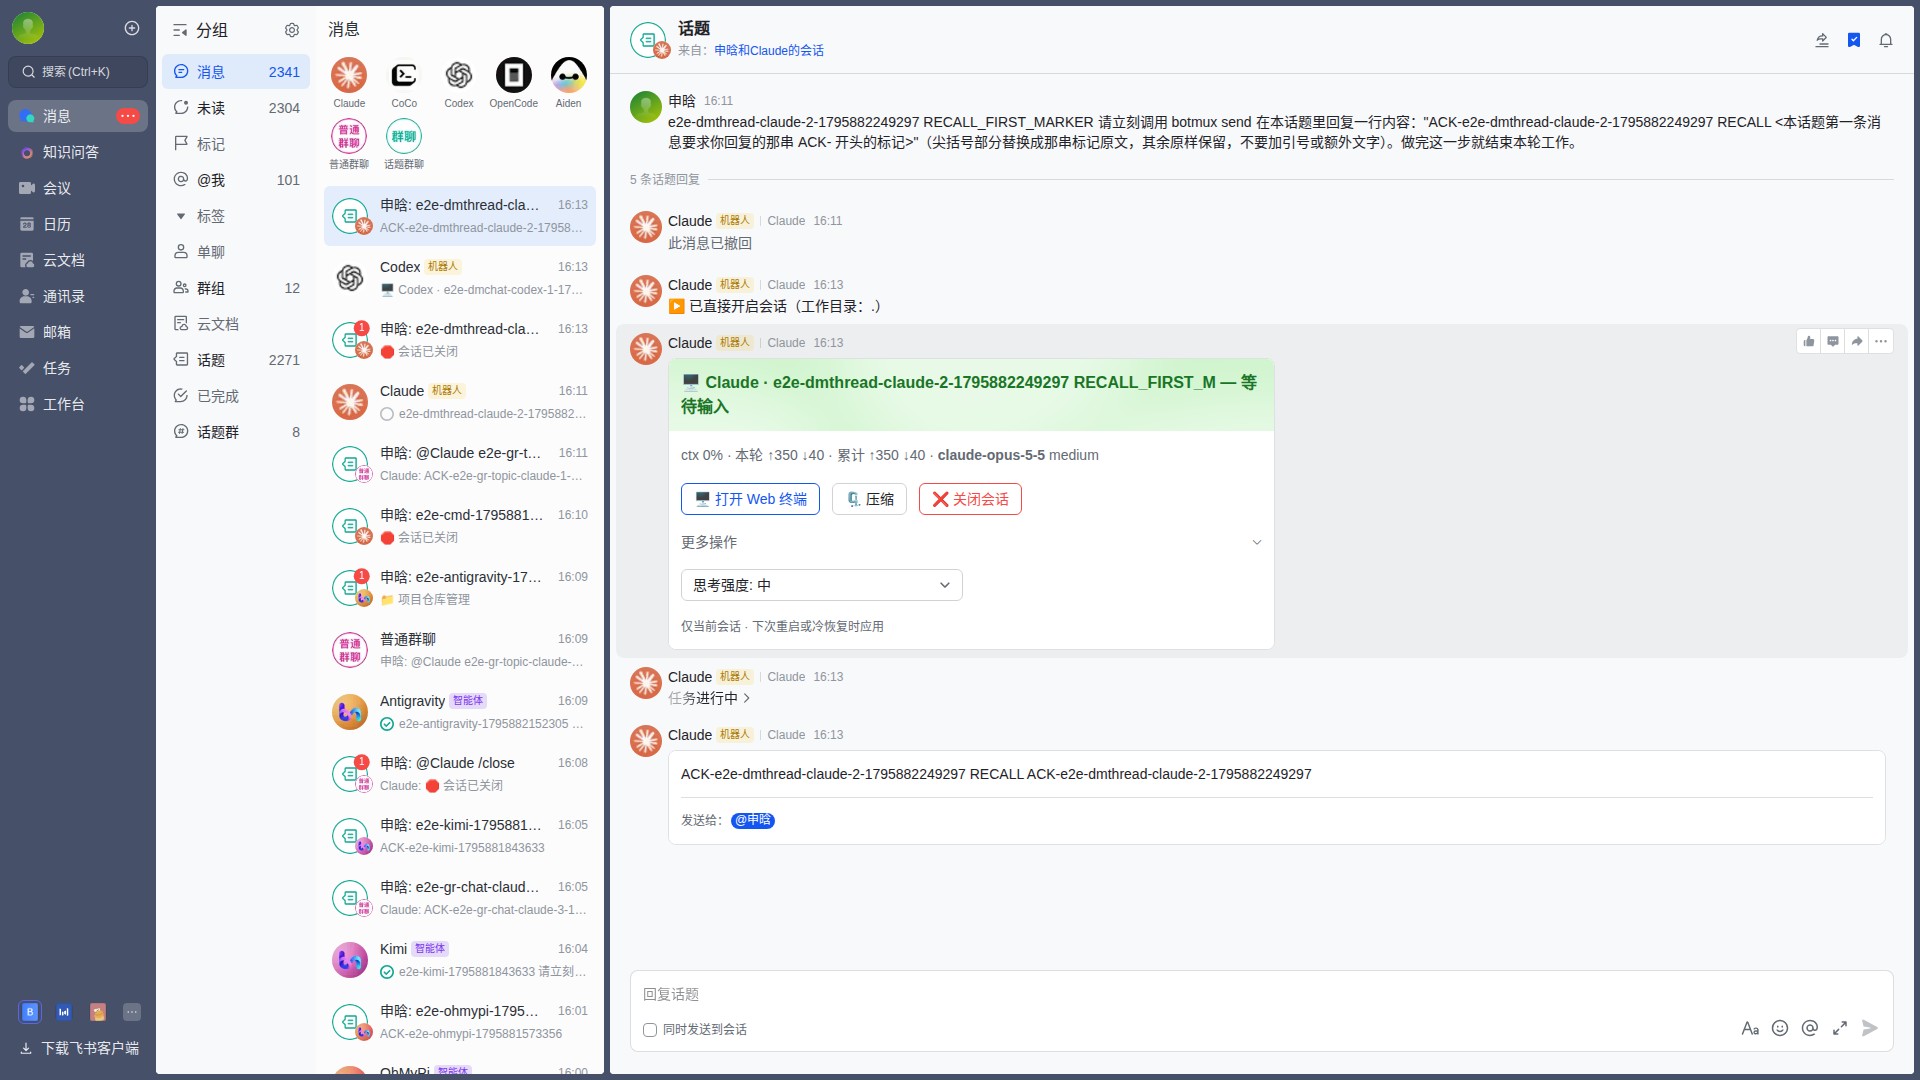 搜索 (Ctrl+K)
消息
知识问答
会议
日历
云文档
通讯录
邮箱
任务
工作台
下载飞书客户端
分组
消息 2341
未读 2304
标记
@我 101
标签
单聊
群组 12
云文档
话题 2271
已完成
话题群 8
消息
Claude
CoCo
Codex
OpenCode
Aiden
普通群聊
话题群聊
申晗: e2e-dmthread-cla… 16:13
ACK-e2e-dmthread-claude-2-17958…
Codex 机器人 16:13
Codex · e2e-dmchat-codex-1-17…
1
申晗: e2e-dmthread-cla… 16:13
会话已关闭
Claude 机器人 16:11
e2e-dmthread-claude-2-1795882…
申晗: @Claude e2e-gr-t… 16:11
Claude: ACK-e2e-gr-topic-claude-1-…
申晗: e2e-cmd-1795881… 16:10
会话已关闭
1
申晗: e2e-antigravity-17… 16:09
项目仓库管理
普通群聊 16:09
申晗: @Claude e2e-gr-topic-claude-…
Antigravity 智能体 16:09
e2e-antigravity-1795882152305 …
1
申晗: @Claude /close 16:08
Claude: 会话已关闭
申晗: e2e-kimi-1795881… 16:05
ACK-e2e-kimi-1795881843633
申晗: e2e-gr-chat-claud… 16:05
Claude: ACK-e2e-gr-chat-claude-3-1…
Kimi 智能体 16:04
e2e-kimi-1795881843633 请立刻…
申晗: e2e-ohmypi-1795… 16:01
ACK-e2e-ohmypi-1795881573356
OhMyPi 智能体 16:00
话题
来自：申晗和Claude的会话
申晗 16:11
e2e-dmthread-claude-2-1795882249297 RECALL_FIRST_MARKER 请立刻调用 botmux send 在本话题里回复一行内容："ACK-e2e-dmthread-claude-2-1795882249297 RECALL <本话题第一条消
息要求你回复的那串 ACK- 开头的标记>"（尖括号部分替换成那串标记原文，其余原样保留，不要加引号或额外文字）。做完这一步就结束本轮工作。
5 条话题回复
Claude 机器人 | Claude 16:11
此消息已撤回
Claude 机器人 | Claude 16:13
已直接开启会话（工作目录：.）
Claude 机器人 | Claude 16:13
Claude · e2e-dmthread-claude-2-1795882249297 RECALL_FIRST_M — 等
待输入
ctx 0% · 本轮 ↑350 ↓40 · 累计 ↑350 ↓40 · claude-opus-5-5 medium
打开 Web 终端
压缩
关闭会话
更多操作
思考强度: 中
仅当前会话 · 下次重启或冷恢复时应用
Claude 机器人 | Claude 16:13
任务进行中
Claude 机器人 | Claude 16:13
ACK-e2e-dmthread-claude-2-1795882249297 RECALL ACK-e2e-dmthread-claude-2-1795882249297
发送给：@申晗
回复话题
同时发送到会话